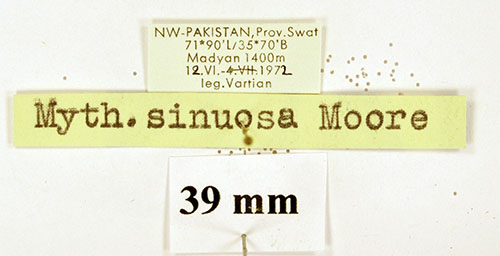 NW-PAKISTAN, Prov. Swat
71°90'L/35°70'B
Madyan 1400m
12.VI.-4.VII.1972
leg. Vartian
Myth. sinuosa Moore
39 mm